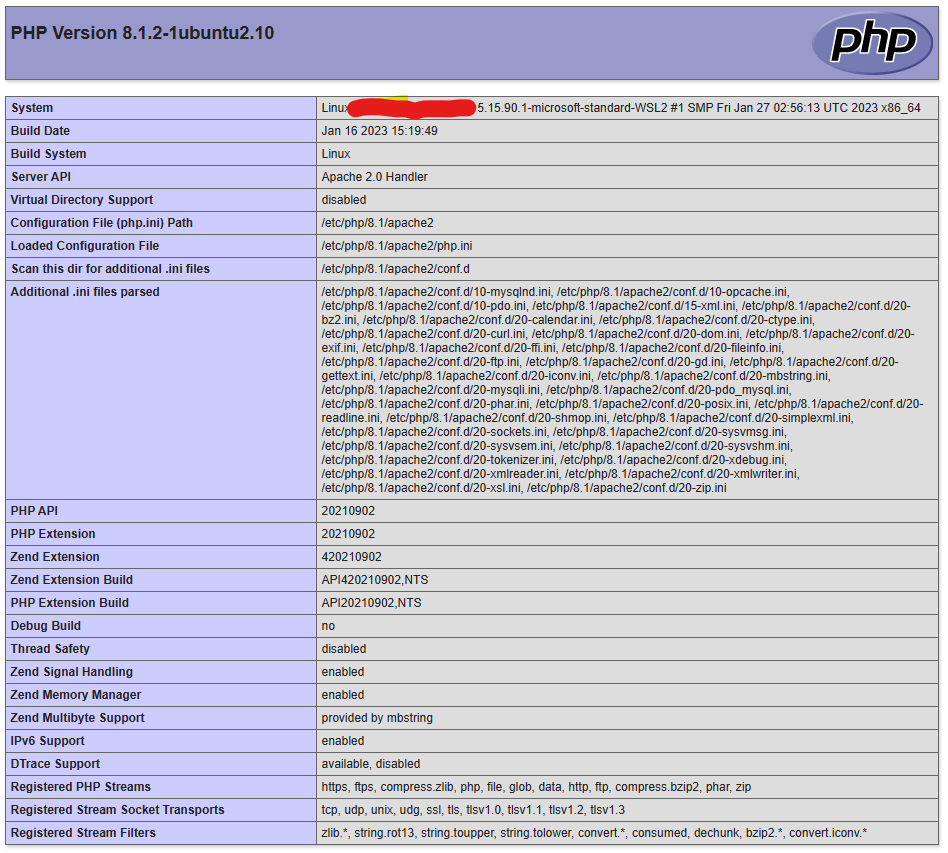 PHP Version 8.1.2-1ubuntu2.10
php
System Linux 5.15.90.1-microsoft-standard-WSL2 #1 SMP Fri Jan 27 02:56:13 UTC 2023 x86_64
Build Date Jan 16 2023 15:19:49
Build System Linux
Server API Apache 2.0 Handler
Virtual Directory Support disabled
Configuration File (php.ini) Path /etc/php/8.1/apache2
Loaded Configuration File /etc/php/8.1/apache2/php.ini
Scan this dir for additional .ini files /etc/php/8.1/apache2/conf.d
Additional .ini files parsed /etc/php/8.1/apache2/conf.d/10-mysqlnd.ini, /etc/php/8.1/apache2/conf.d/10-opcache.ini,
/etc/php/8.1/apache2/conf.d/10-pdo.ini, /etc/php/8.1/apache2/conf.d/15-xml.ini, /etc/php/8.1/apache2/conf.d/20-
bz2.ini, /etc/php/8.1/apache2/conf.d/20-calendar.ini, /etc/php/8.1/apache2/conf.d/20-ctype.ini,
/etc/php/8.1/apache2/conf.d/20-curl.ini, /etc/php/8.1/apache2/conf.d/20-dom.ini, /etc/php/8.1/apache2/conf.d/20-
exif.ini, /etc/php/8.1/apache2/conf.d/20-ffi.ini, /etc/php/8.1/apache2/conf.d/20-fileinfo.ini,
/etc/php/8.1/apache2/conf.d/20-ftp.ini, /etc/php/8.1/apache2/conf.d/20-gd.ini, /etc/php/8.1/apache2/conf.d/20-
gettext.ini, /etc/php/8.1/apache2/conf.d/20-iconv.ini, /etc/php/8.1/apache2/conf.d/20-mbstring.ini,
/etc/php/8.1/apache2/conf.d/20-mysqli.ini, /etc/php/8.1/apache2/conf.d/20-pdo_mysql.ini,
/etc/php/8.1/apache2/conf.d/20-phar.ini, /etc/php/8.1/apache2/conf.d/20-posix.ini, /etc/php/8.1/apache2/conf.d/20-
readline.ini, /etc/php/8.1/apache2/conf.d/20-shmop.ini, /etc/php/8.1/apache2/conf.d/20-simplexml.ini,
/etc/php/8.1/apache2/conf.d/20-sockets.ini, /etc/php/8.1/apache2/conf.d/20-sysvmsg.ini,
/etc/php/8.1/apache2/conf.d/20-sysvsem.ini, /etc/php/8.1/apache2/conf.d/20-sysvshm.ini,
/etc/php/8.1/apache2/conf.d/20-tokenizer.ini, /etc/php/8.1/apache2/conf.d/20-xdebug.ini,
/etc/php/8.1/apache2/conf.d/20-xmlreader.ini, /etc/php/8.1/apache2/conf.d/20-xmlwriter.ini,
/etc/php/8.1/apache2/conf.d/20-xsl.ini, /etc/php/8.1/apache2/conf.d/20-zip.ini
PHP API 20210902
PHP Extension 20210902
Zend Extension 420210902
Zend Extension Build API420210902,NTS
PHP Extension Build API20210902,NTS
Debug Build no
Thread Safety disabled
Zend Signal Handling enabled
Zend Memory Manager enabled
Zend Multibyte Support provided by mbstring
IPv6 Support enabled
DTrace Support available, disabled
Registered PHP Streams https, ftps, compress.zlib, php, file, glob, data, http, ftp, compress.bzip2, phar, zip
Registered Stream Socket Transports tcp, udp, unix, udg, ssl, tls, tlsv1.0, tlsv1.1, tlsv1.2, tlsv1.3
Registered Stream Filters zlib.*, string.rot13, string.toupper, string.tolower, convert.*, consumed, dechunk, bzip2.*, convert.iconv.*